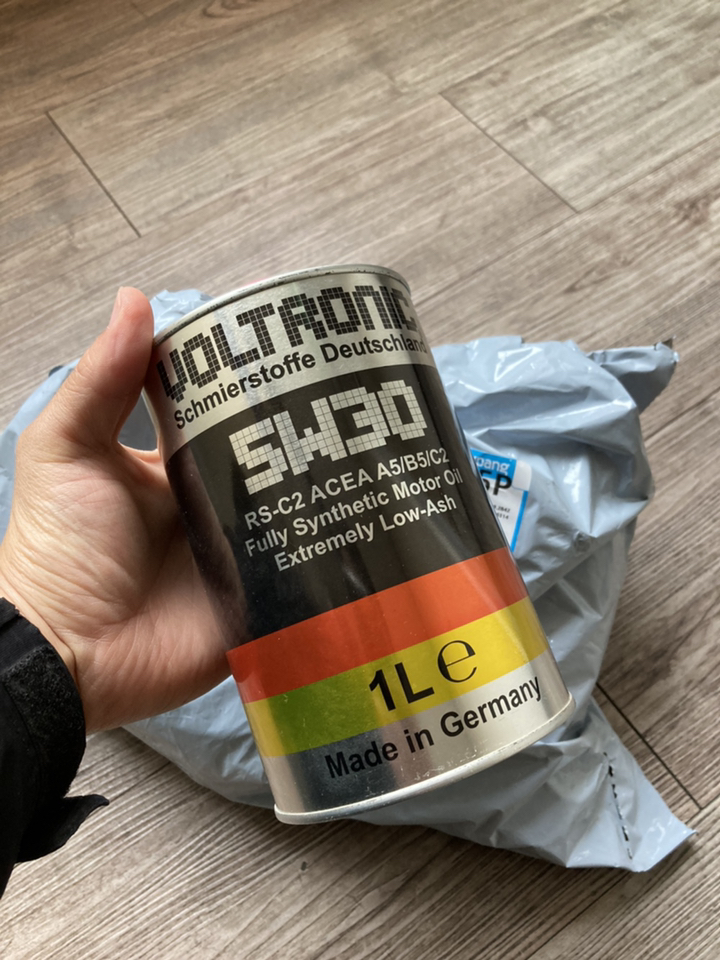 VOLTRONIC
Schmierstoffe Deutschland
5W30
RS-C2 ACEA A5/B5/C2
Fully Synthetic Motor Oil
Extremely Low-Ash
1L e
Made in Germany